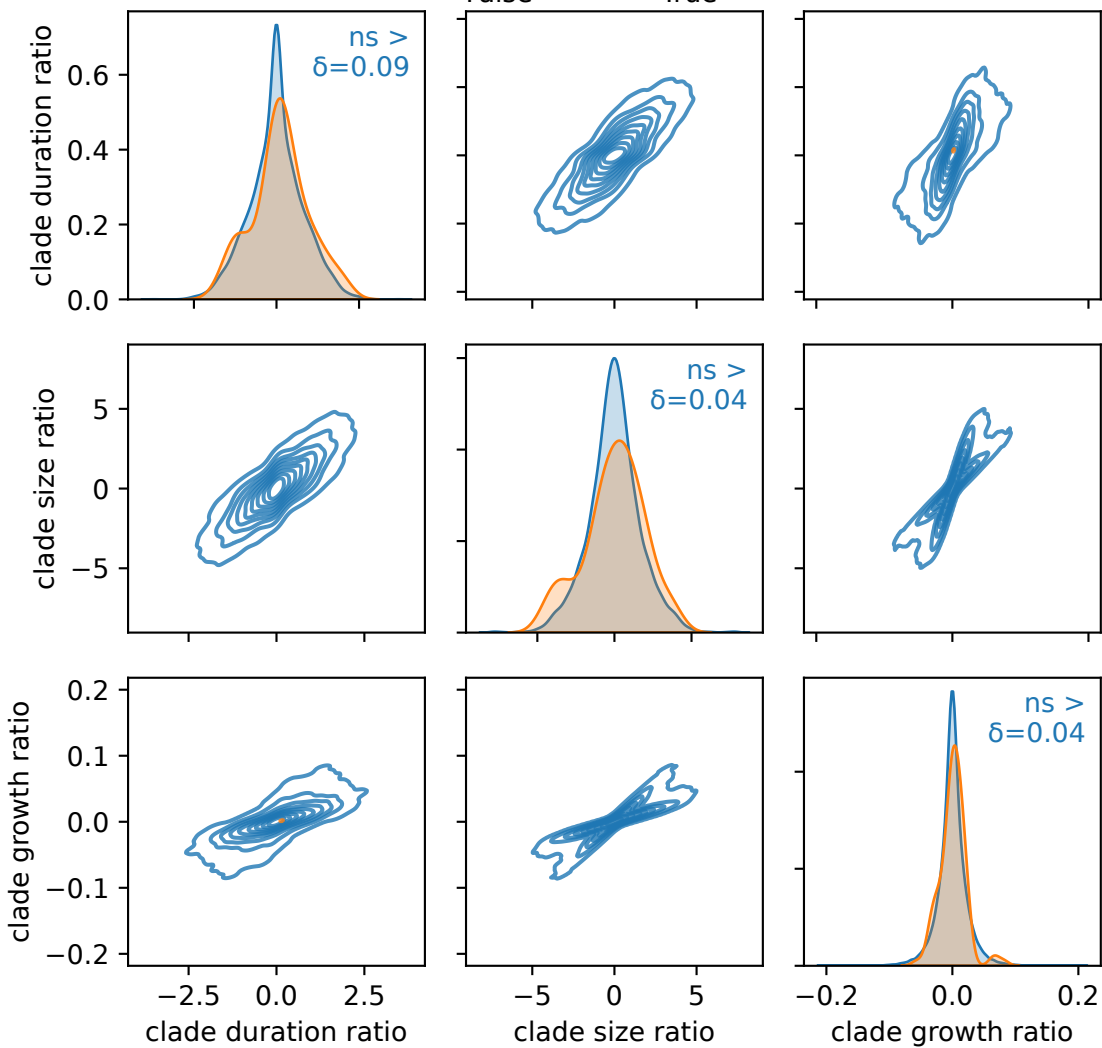 clade duration ratio
0.6
0.4
0.2
0.0
ns >
δ=0.09
clade size ratio
5
0
−5
ns >
δ=0.04
clade growth ratio
0.2
0.1
0.0
−0.1
−0.2
ns >
δ=0.04
−2.5 0.0 2.5
−5 0 5
−0.2 0.0 0.2
clade duration ratio
clade size ratio
clade growth ratio